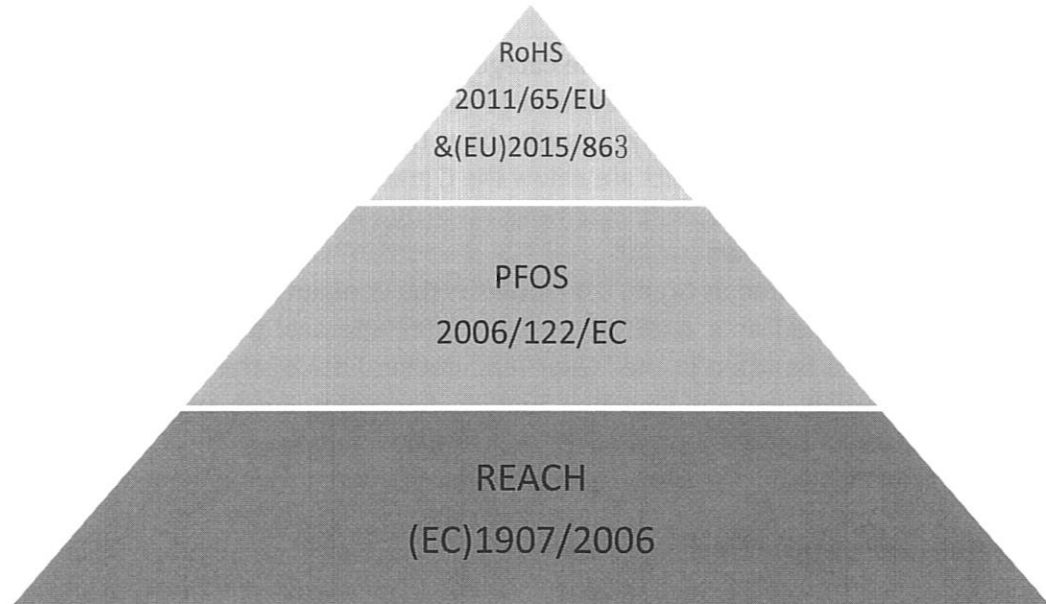 RoHS
2011/65/EU
&(EU)2015/863
PFOS
2006/122/EC
REACH
(EC)1907/2006